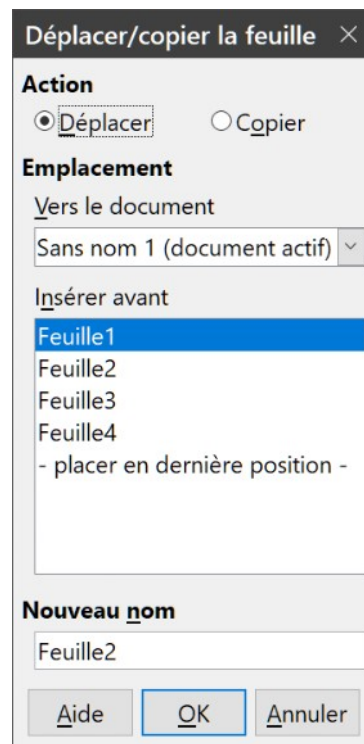 Déplacer/copier la feuille
Action
Déplacer Copier
Emplacement
Vers le document
Sans nom 1 (document actif)
Insérer avant
Feuille1
Feuille2
Feuille3
Feuille4
- placer en dernière position -
Nouveau nom
Feuille2
Aide OK Annuler